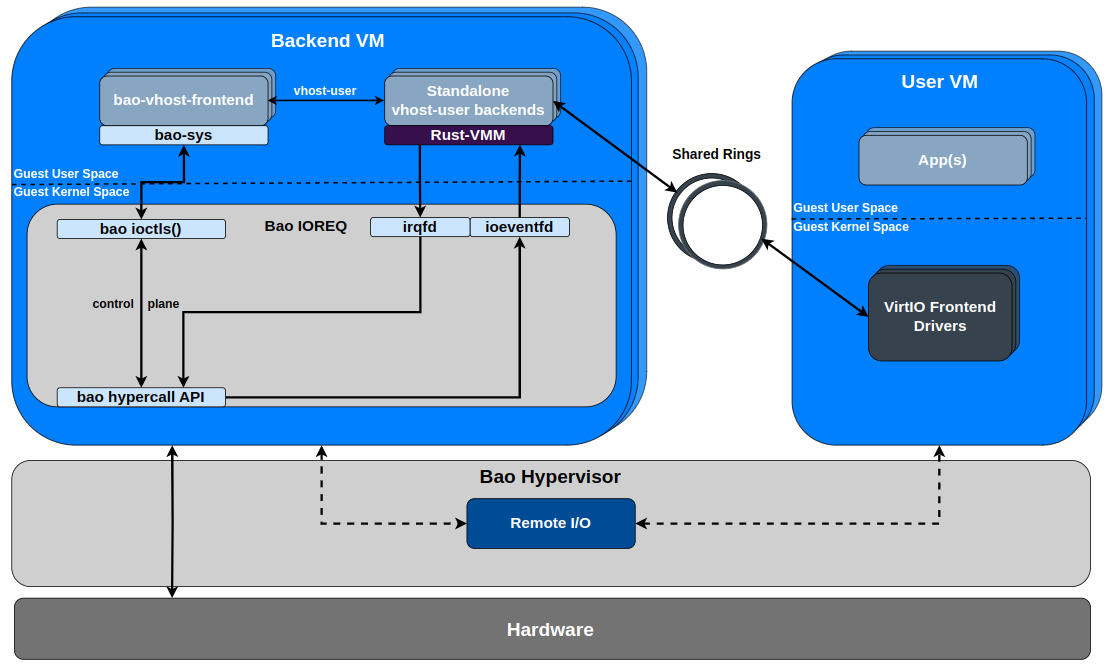 Backend VM
bao-vhost-frontend
bao-sys
vhost-user
Standalone
vhost-user backends
Rust-VMM
Guest User Space
Guest Kernel Space
bao ioctls()
Bao IOREQ
irqfd
ioeventfd
control plane
bao hypercall API
Shared Rings
User VM
App(s)
Guest User Space
Guest Kernel Space
VirtIO Frontend
Drivers
Bao Hypervisor
Remote I/O
Hardware